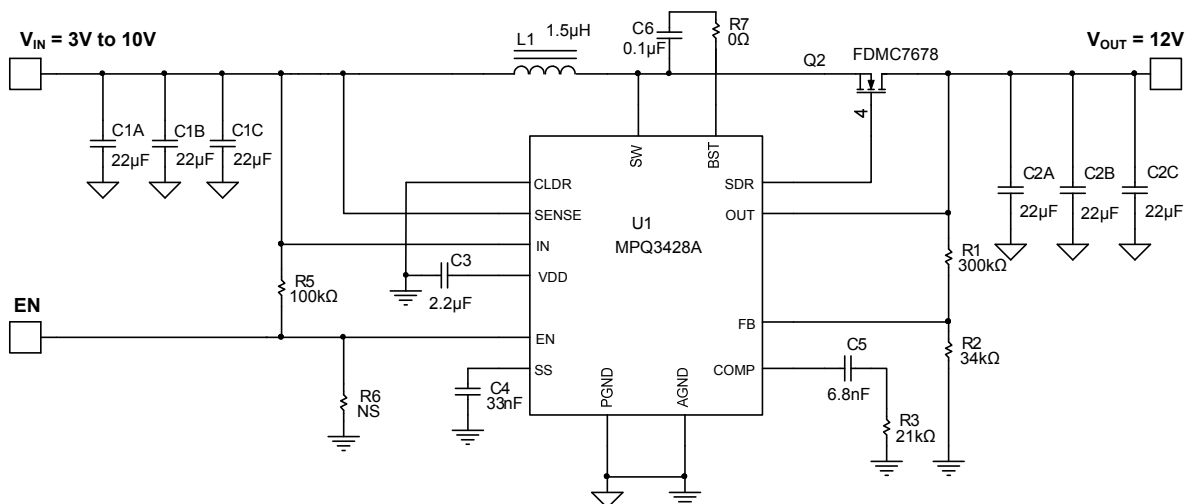 V_IN = 3V to 10V
L1
1.5µH
C6
0.1µF
R7
0Ω
Q2
FDMC7678
V_OUT = 12V
C1A
22µF
C1B
22µF
C1C
22µF
4
SW
BST
CLDR
SENSE
IN
VDD
EN
SS
U1
MPQ3428A
SDR
OUT
FB
COMP
PGND
AGND
C2A
22µF
C2B
22µF
C2C
22µF
R1
300kΩ
R5
100kΩ
C3
2.2µF
EN
R2
34kΩ
C5
6.8nF
C4
33nF
R6
NS
R3
21kΩ